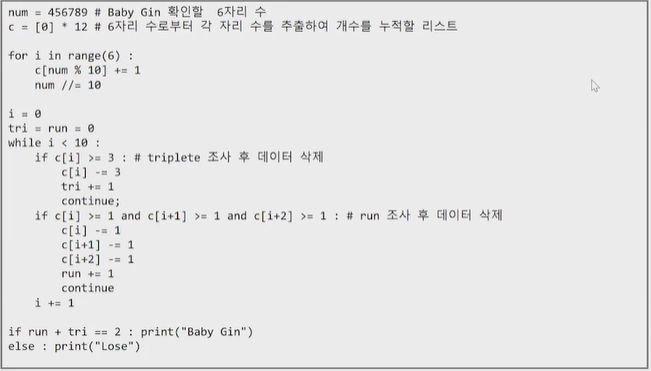 num = 456789 # Baby Gin 확인할 6자리 수
c = [0] * 12 # 6자리 수로부터 각 자리 수를 추출하여 개수를 누적할 리스트
for i in range(6) :
    c[num % 10] += 1
    num //= 10
i = 0
tri = run = 0
while i < 10 :
    if c[i] >= 3 : # triplete 조사 후 데이터 삭제
        c[i] -= 3
        tri += 1
        continue;
    if c[i] >= 1 and c[i+1] >= 1 and c[i+2] >= 1 : # run 조사 후 데이터 삭제
        c[i] -= 1
        c[i+1] -= 1
        c[i+2] -= 1
        run += 1
        continue
    i += 1
if run + tri == 2 : print("Baby Gin")
else : print("Lose")